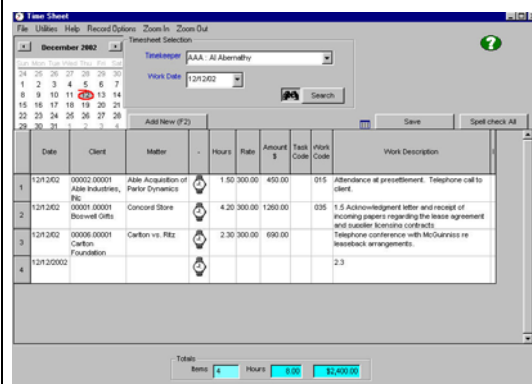 Time Sheet
File Utilities Help Record Options Zoom In Zoom Out
December 2002
Sun Mon Tue Wed Thu Fri Sat
24 25 26 27 28 29 30
1 2 3 4 5 6 7
8 9 10 11 12 13 14
15 16 17 18 19 20 21
22 23 24 25 26 27 28
29 30 31 1 2 3 4
Timesheet Selection
Timekeeper AAA : Al Abernathy
Work Date 12/12/02
Search
?
Add New (F2) Save Spell check All
Date Client Matter - Hours Rate Amount $ Task Code Work Code Work Description
1 12/12/02 00002.00001 Able Acquisition of 1.50 300.00 450.00 015 Attendance at presettlement. Telephone call to
Able Industries, Parlor Dynamics client.
INc
2 12/12/02 00001.00001 Concord Store 4.20 300.00 1260.00 035 1.5 Acknowledgment letter and receipt of
Boswell Gifts incoming papers regarding the lease agreement
and supplier licensing contracts
3 12/12/02 00006.00001 Carlton vs. Ritz 2.30 300.00 690.00 Telephone conference with McGuinniss re
Carlton leaseback arrangements.
Foundation
4 12/12/2002 2.3
Totals
Items 4 Hours 8.00 $2,400.00